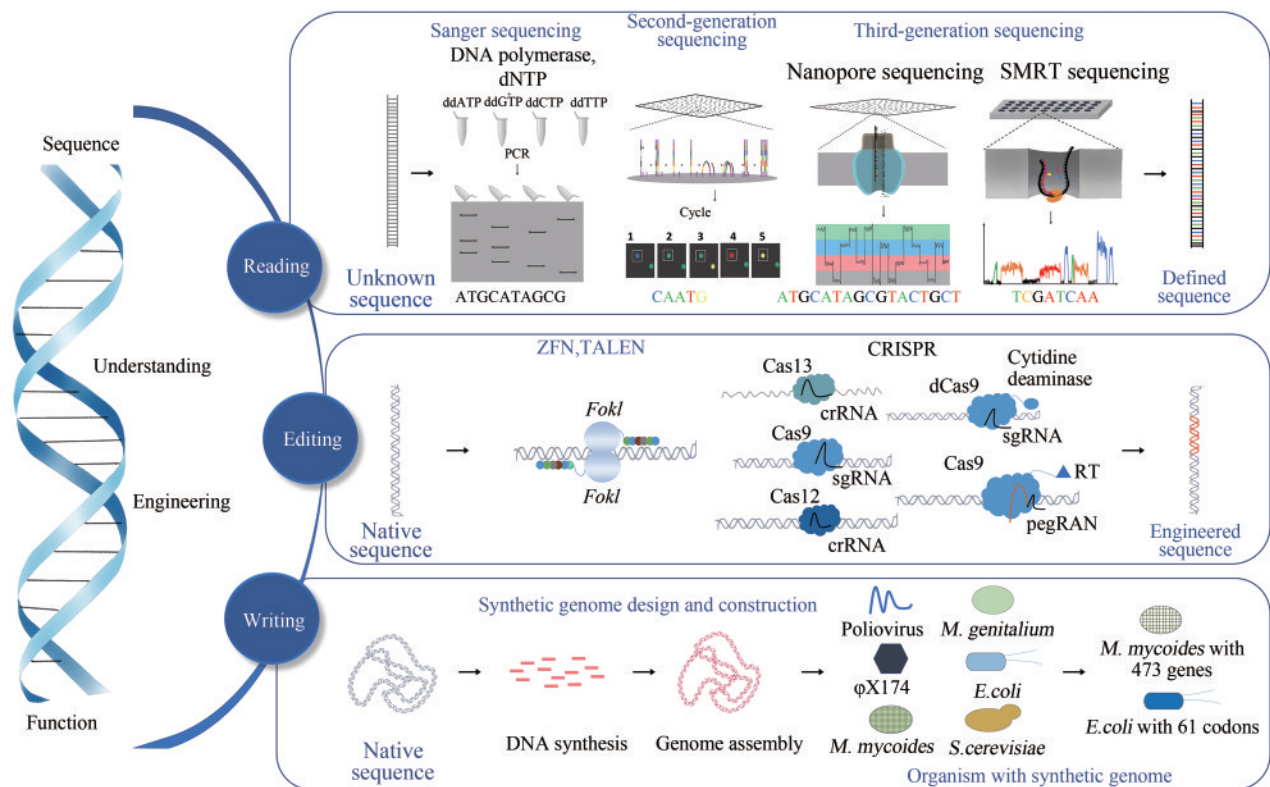 Sequence
Understanding
Engineering
Function
Reading
Editing
Writing
Sanger sequencing
DNA polymerase,
dNTP
+
ddATP ddGTP ddCTP ddTTP
PCR
ATGCATAGCG
Unknown
sequence
Second-generation
sequencing
Cycle
1 2 3 4 5
CAATG
Third-generation sequencing
Nanopore sequencing
ATGCATAGCGTACTGCT
SMRT sequencing
TCGATCAA
Defined
sequence
ZFN,TALEN
FokI
FokI
Native
sequence
CRISPR
Cas13
crRNA
Cas9
sgRNA
Cas12
crRNA
dCas9
Cytidine
deaminase
sgRNA
Cas9
RT
pegRAN
Engineered
sequence
Synthetic genome design and construction
Native
sequence
DNA synthesis
Genome assembly
Poliovirus
M. genitalium
φX174
E.coli
M. mycoides
S.cerevisiae
M. mycoides with
473 genes
E.coli with 61 codons
Organism with synthetic genome